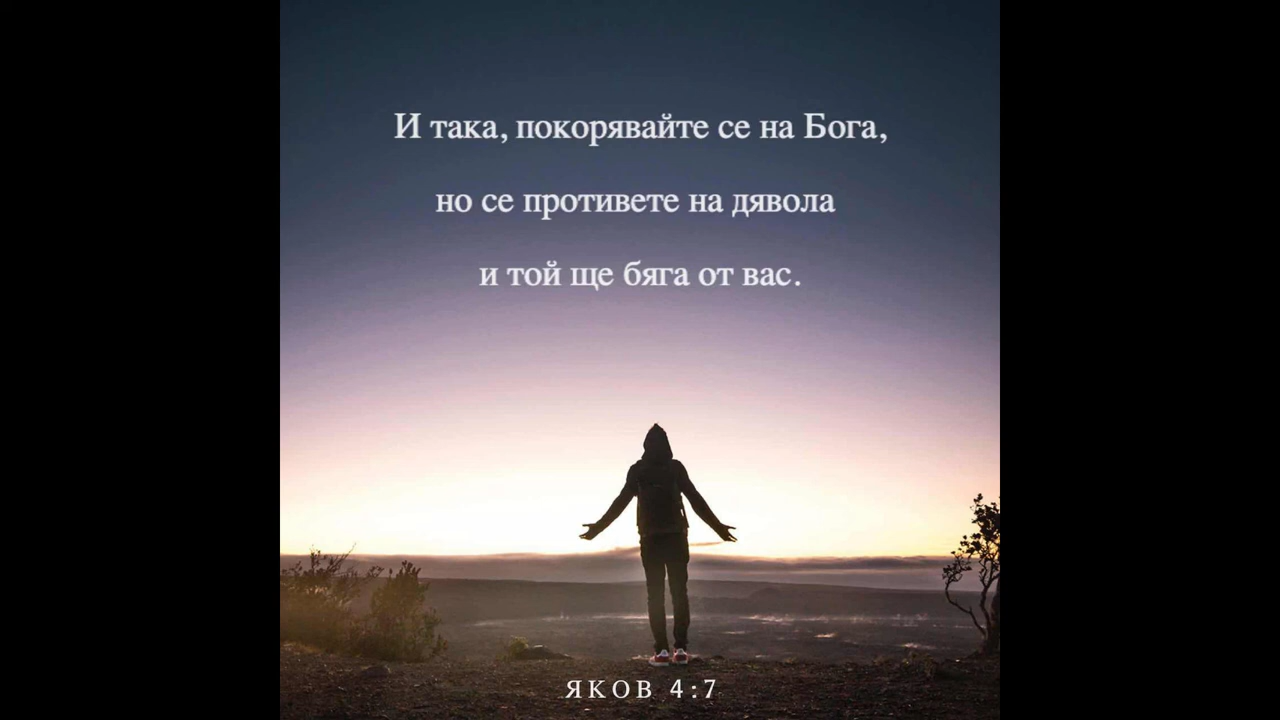 И така, покорявайте се на Бога,
но се противете на дявола
и той ще бяга от вас.
ЯКОВ 4:7